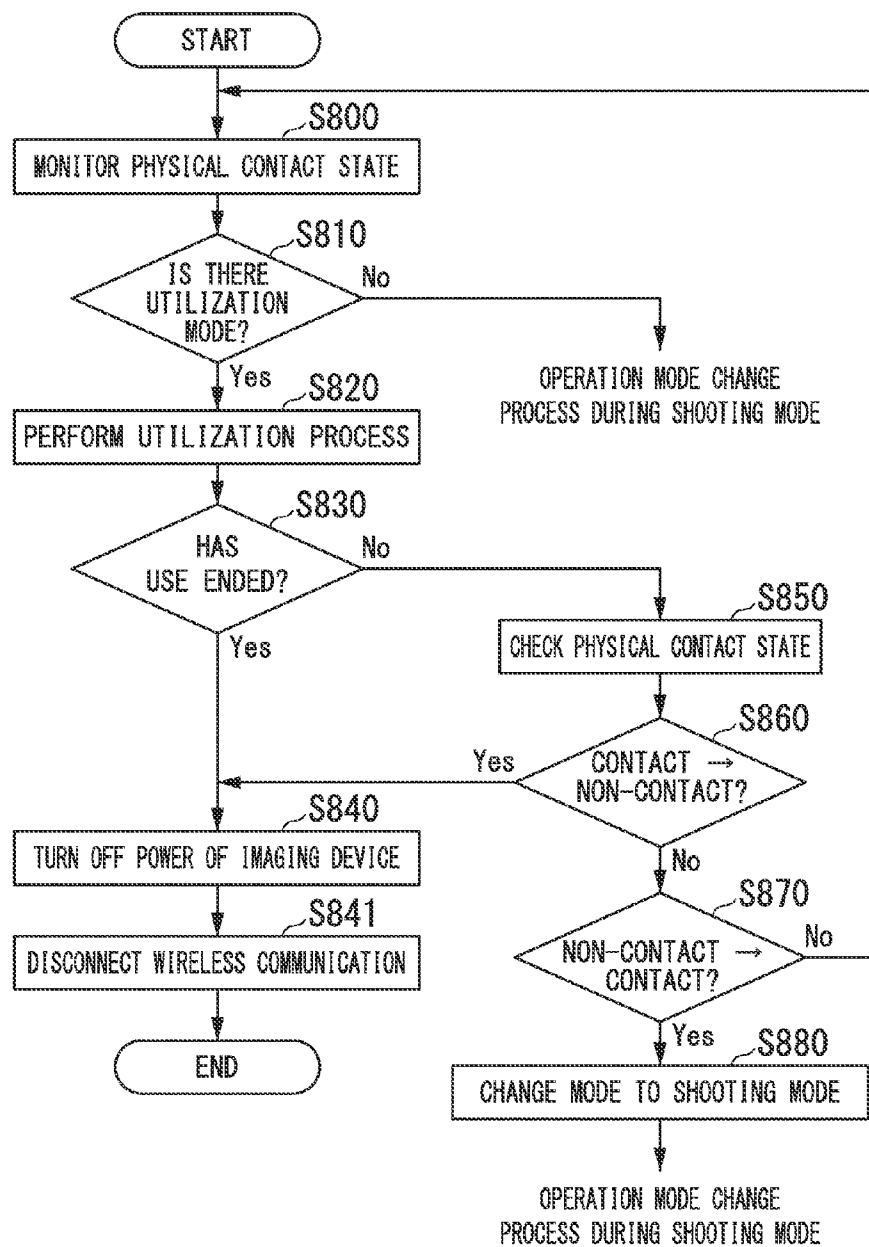 START
S800
MONITOR PHYSICAL CONTACT STATE
S810
IS THERE
UTILIZATION
MODE?
No
Yes
OPERATION MODE CHANGE
PROCESS DURING SHOOTING MODE
S820
PERFORM UTILIZATION PROCESS
S830
HAS
USE ENDED?
No
Yes
S850
CHECK PHYSICAL CONTACT STATE
S860
CONTACT →
NON-CONTACT?
Yes
No
S840
TURN OFF POWER OF IMAGING DEVICE
S841
DISCONNECT WIRELESS COMMUNICATION
END
S870
NON-CONTACT →
CONTACT?
No
Yes
S880
CHANGE MODE TO SHOOTING MODE
OPERATION MODE CHANGE
PROCESS DURING SHOOTING MODE